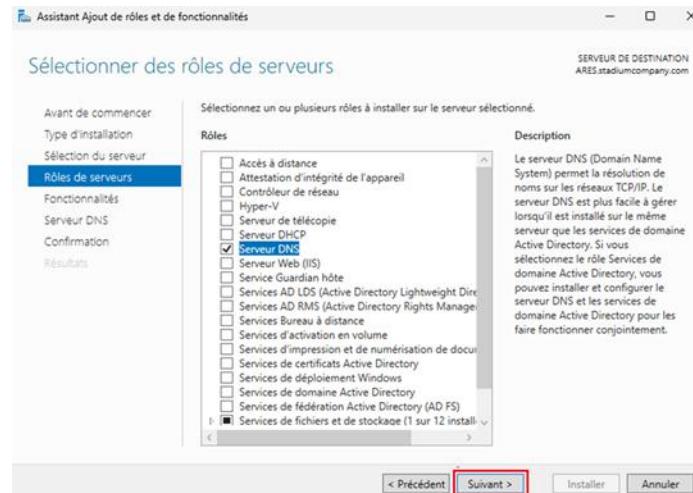 Assistant Ajout de rôles et de fonctionnalités
Sélectionner des rôles de serveurs
SERVEUR DE DESTINATION
ARES.stadiumcompany.com
Avant de commencer
Type d'installation
Sélection du serveur
Rôles de serveurs
Fonctionnalités
Serveur DNS
Confirmation
Résultats
Sélectionnez un ou plusieurs rôles à installer sur le serveur sélectionné.
Rôles
Accès à distance
Attestation d'intégrité de l'appareil
Contrôleur de réseau
Hyper-V
Serveur de télécopie
Serveur DHCP
Serveur DNS
Serveur Web (IIS)
Service Guardian hôte
Services AD LDS (Active Directory Lightweight Dire
Services AD RMS (Active Directory Rights Manage
Services Bureau à distance
Services d'activation en volume
Services d'impression et de numérisation de docu
Services de certificats Active Directory
Services de déploiement Windows
Services de domaine Active Directory
Services de fédération Active Directory (AD FS)
Services de fichiers et de stockage (1 sur 12 install
Description
Le serveur DNS (Domain Name
System) permet la résolution de
noms sur les réseaux TCP/IP. Le
serveur DNS est plus facile à gérer
lorsqu'il est installé sur le même
serveur que les services de domaine
Active Directory. Si vous
sélectionnez le rôle Services de
domaine Active Directory, vous
pouvez installer et configurer le
serveur DNS et les services de
domaine Active Directory pour les
faire fonctionner conjointement.
< Précédent
Suivant >
Installer
Annuler